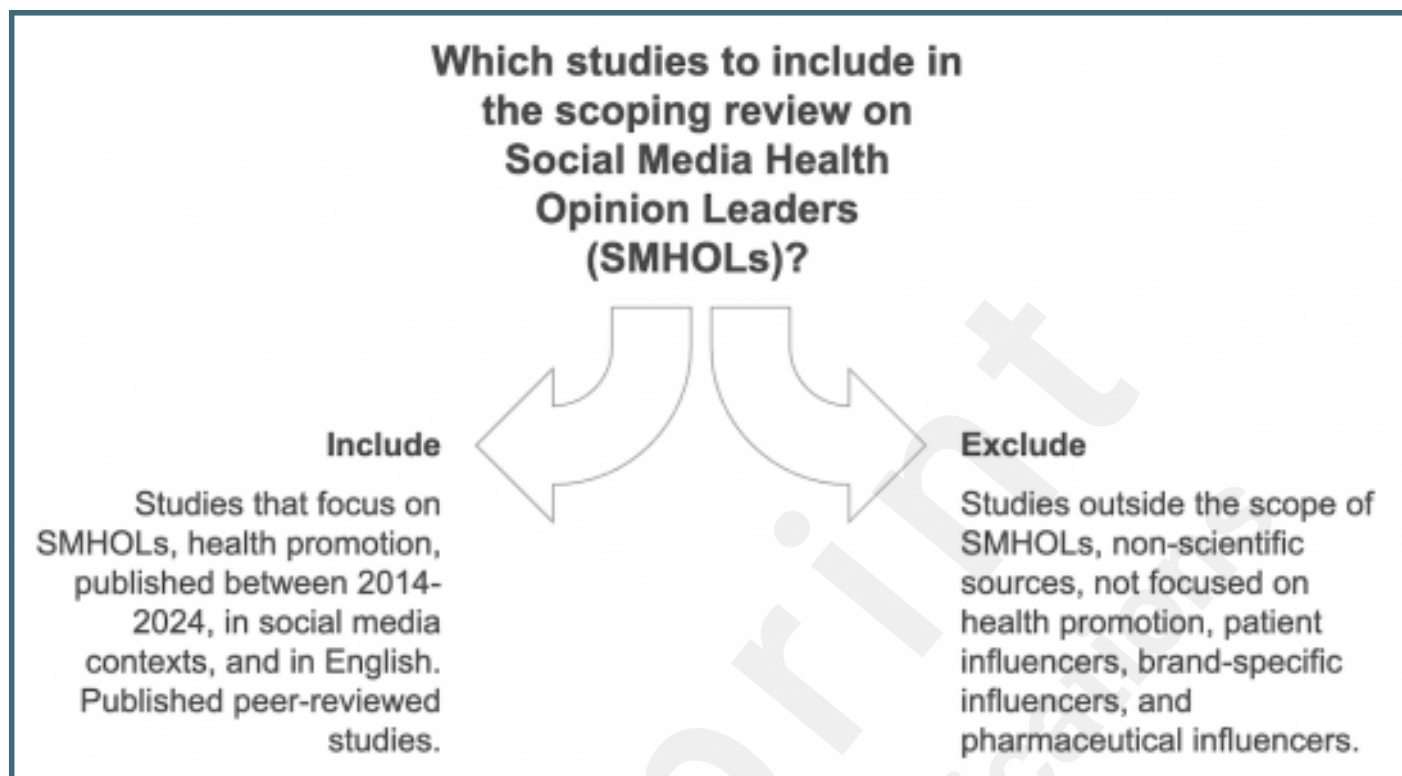 Which studies to include in
the scoping review on
Social Media Health
Opinion Leaders
(SMHOLs)?
Include
Studies that focus on
SMHOLs, health promotion,
published between 2014-
2024, in social media
contexts, and in English.
Published peer-reviewed
studies.
Exclude
Studies outside the scope of
SMHOLs, non-scientific
sources, not focused on
health promotion, patient
influencers, brand-specific
influencers, and
pharmaceutical influencers.